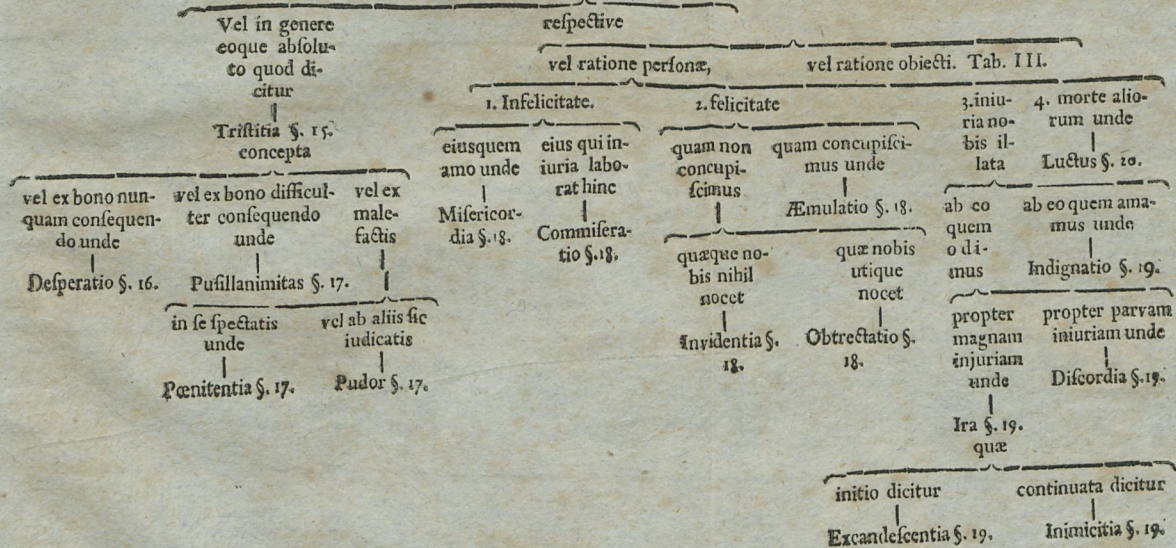 Vel in genere
eoque abſolu-
to quod di-
citur
Triſtitia §. 15.
concepta
vel ex bono nun-
quam conſequen-
do unde
Deſperatio §. 16.
vel ex bono difficul-
ter conſequendo
unde
Puſillanimitas §. 17.
vel ex
male-
factis
in ſe ſpectatis
unde
Pœnitentia §. 17.
vel ab aliis ſic
iudicatis
Pudor §. 17.
reſpective
vel ratione perſonæ,
vel ratione obiecti. Tab. III.
1. Infelicitate.
eiusquem
amo unde
Miſericor-
dia §. 18.
eius qui in-
iuria labo-
rat hinc
Commiſera-
tio §. 18.
2. felicitate
quam non
concupi-
ſcimus
quæque no-
bis nihil
nocet
Invidentia §.
18.
quæ nobis
utique
nocet
Obtrectatio §.
18.
quam concupiſci-
mus unde
Æmulatio §. 18.
3. iniu-
ria no-
bis il-
lata
ab eo
quem
odi-
mus
propter
magnam
injuriam
unde
Ira §. 19.
quæ
initio dicitur
Excandeſcentia §. 19.
continuata dicitur
Inimicitia §. 19.
propter parvam
iniuriam unde
Diſcordia §. 19.
ab eo quem ama-
mus unde
Indignatio §. 19.
4. morte alio-
rum unde
Luctus §. 20.